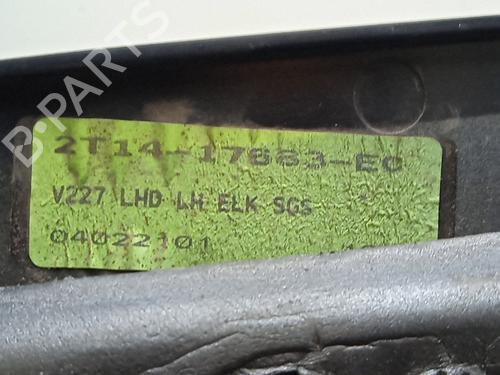 2T14-17683-EC
V227 LHD LH ELK SGS
04022101
D-PARTS